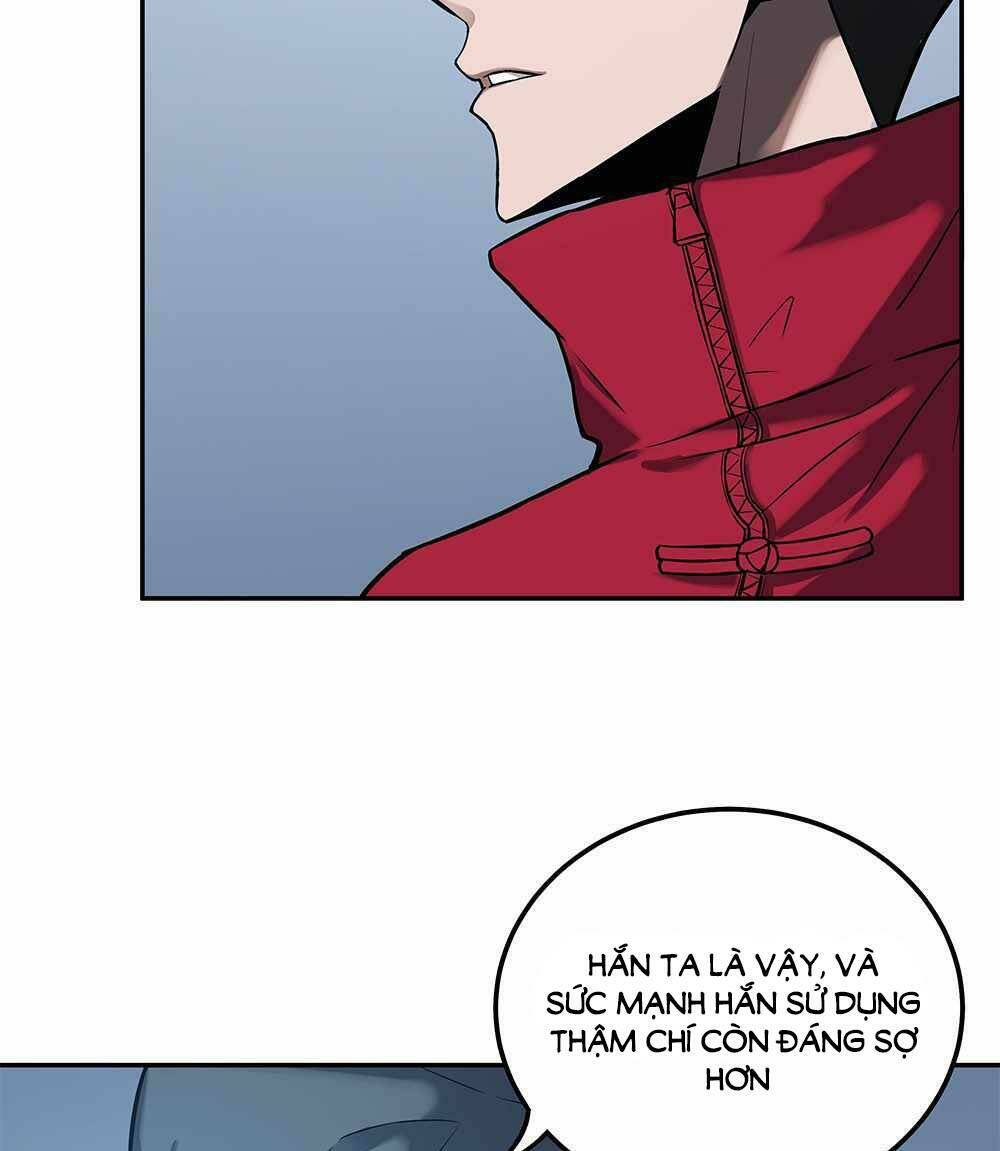 HẮN TA LÀ VẬY, VÀ
SỨC MẠNH HẮN SỬ DỤNG
THẬM CHÍ CÒN ĐÁNG SỢ
HƠN